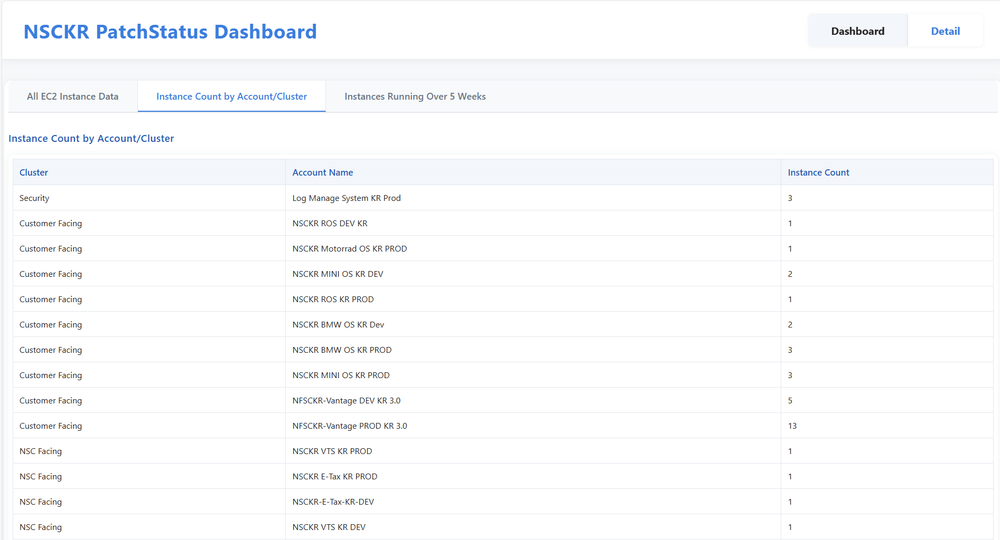 NSCKR PatchStatus Dashboard
Dashboard
Detail
All EC2 Instance Data
Instance Count by Account/Cluster
Instances Running Over 5 Weeks
Instance Count by Account/Cluster
Cluster Account Name Instance Count
Security Log Manage System KR Prod 3
Customer Facing NSCKR ROS DEV KR 1
Customer Facing NSCKR Motorrad OS KR PROD 1
Customer Facing NSCKR MINI OS KR DEV 2
Customer Facing NSCKR ROS KR PROD 1
Customer Facing NSCKR BMW OS KR Dev 2
Customer Facing NSCKR BMW OS KR PROD 3
Customer Facing NSCKR MINI OS KR PROD 3
Customer Facing NFSCKR-Vantage DEV KR 3.0 5
Customer Facing NFSCKR-Vantage PROD KR 3.0 13
NSC Facing NSCKR VTS KR PROD 1
NSC Facing NSCKR E-Tax KR PROD 1
NSC Facing NSCKR-E-Tax-KR-DEV 1
NSC Facing NSCKR VTS KR DEV 1